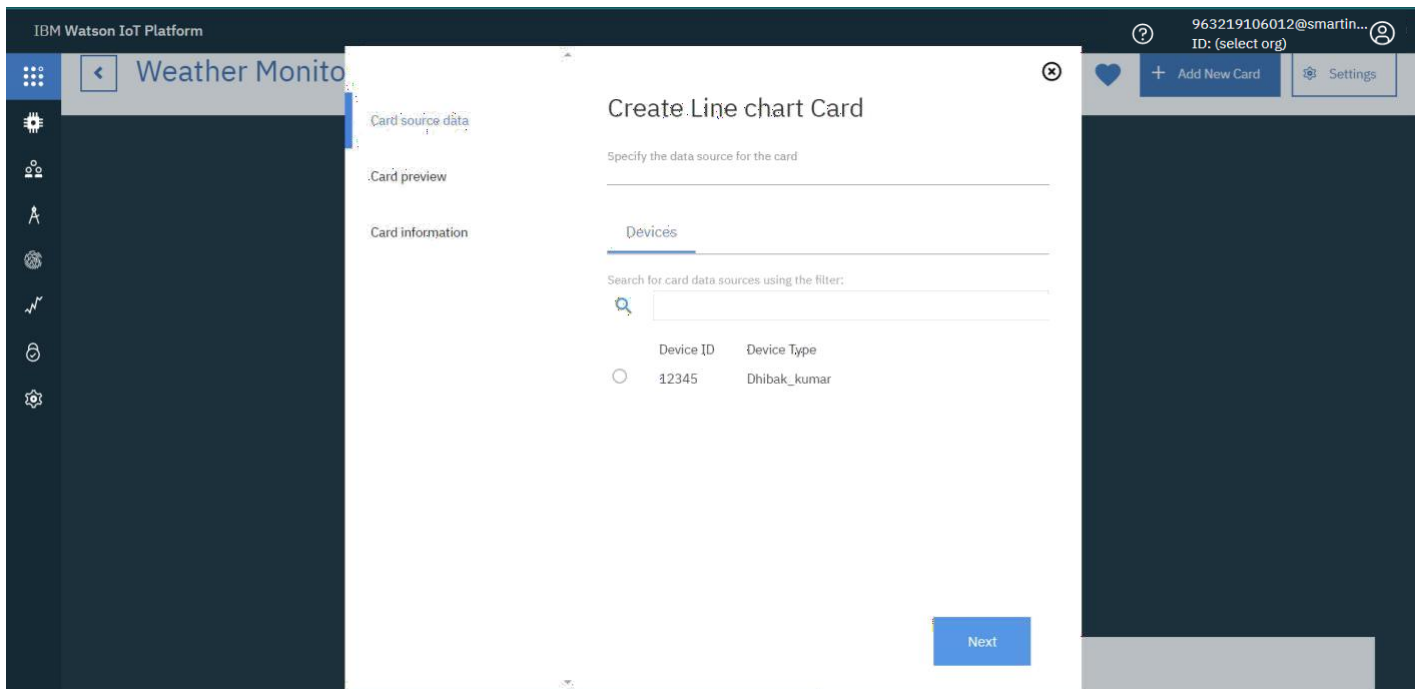 IBM Watson IoT Platform
963219106012@smartin...
ID: (select org)
Weather Monito
Add New Card
Settings
Card source data
Card preview
Card information
Create Line chart Card
Specify the data source for the card
Devices
Search for card data sources using the filter:
Device ID Device Type
12345 Dhibak_kumar
Next